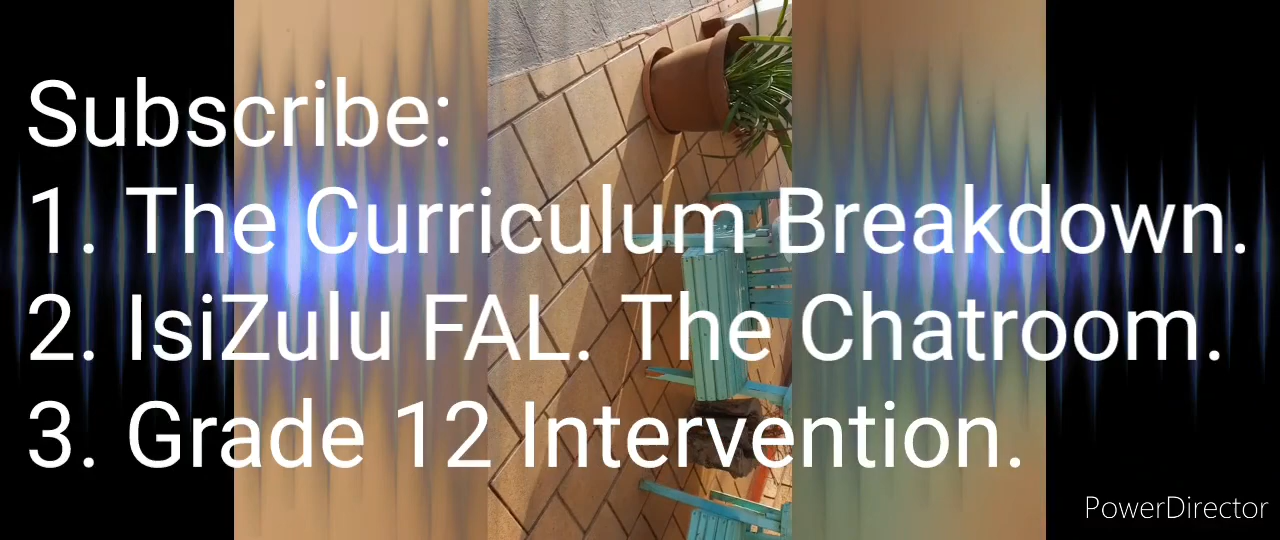 Subscribe:
1. The Curriculum Breakdown.
2. IsiZulu FAL. The Chatroom.
3. Grade 12 Intervention.
PowerDirector